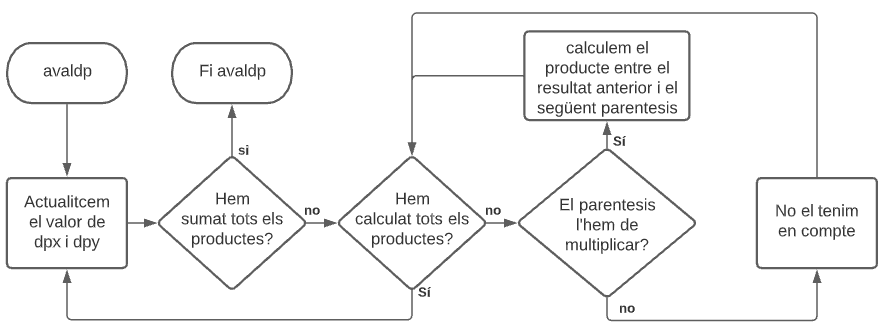 avaldp
Fi avaldp
calculem el
producte entre el
resultat anterior i el
següent parentesis
si
Sí
Actualitcem
el valor de
dpx i dpy
Hem
sumat tots els
productes?
no
Hem
calculat tots els
productes?
no
El parentesis
l'hem de
multiplicar?
No el tenim
en compte
Sí
no